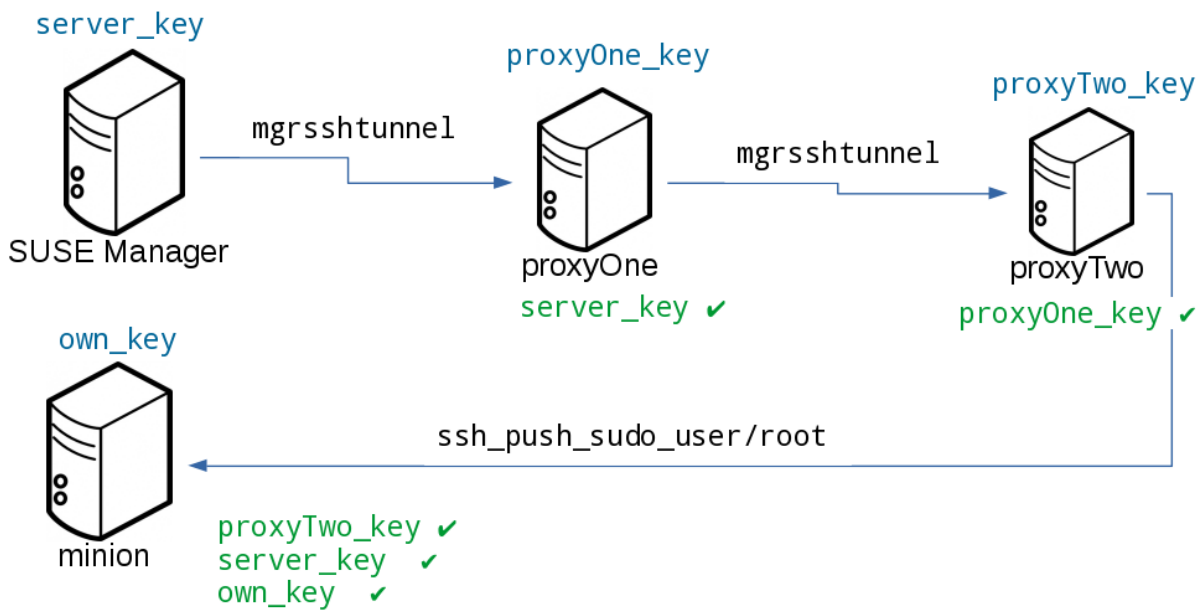 server_key
proxyOne_key
proxyTwo_key
mgrsshtunnel
mgrsshtunnel
SUSE Manager
proxyOne
proxyTwo
server_key ✔
proxyOne_key ✔
own_key
ssh_push_sudo_user/root
minion
proxyTwo_key ✔
server_key ✔
own_key ✔